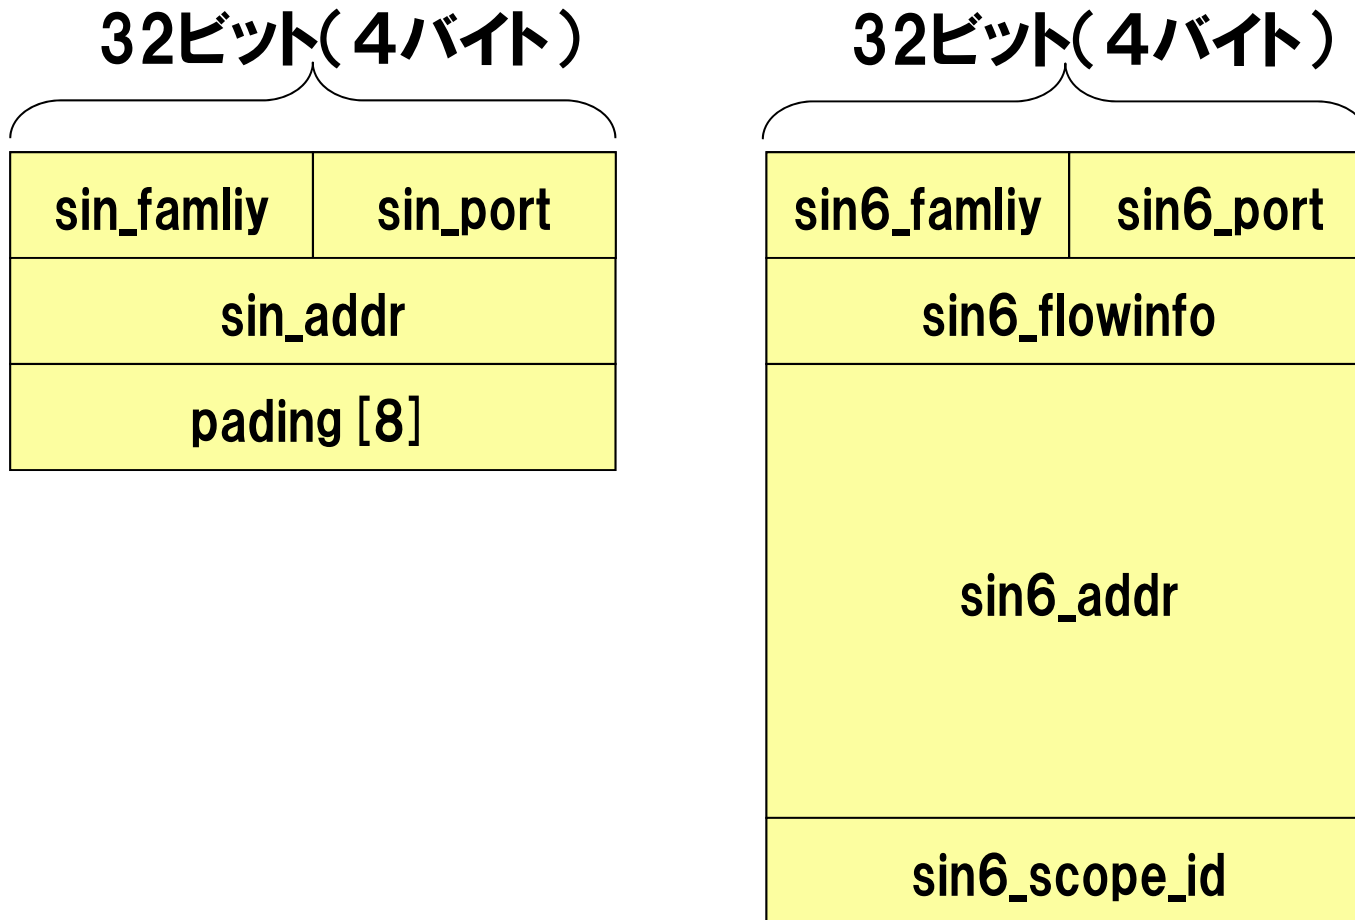 32ビット(４バイト)
sin_famliy
sin_port
sin_addr
pading [8]
32ビット(４バイト)
sin6_famliy
sin6_port
sin6_flowinfo
sin6_addr
sin6_scope_id